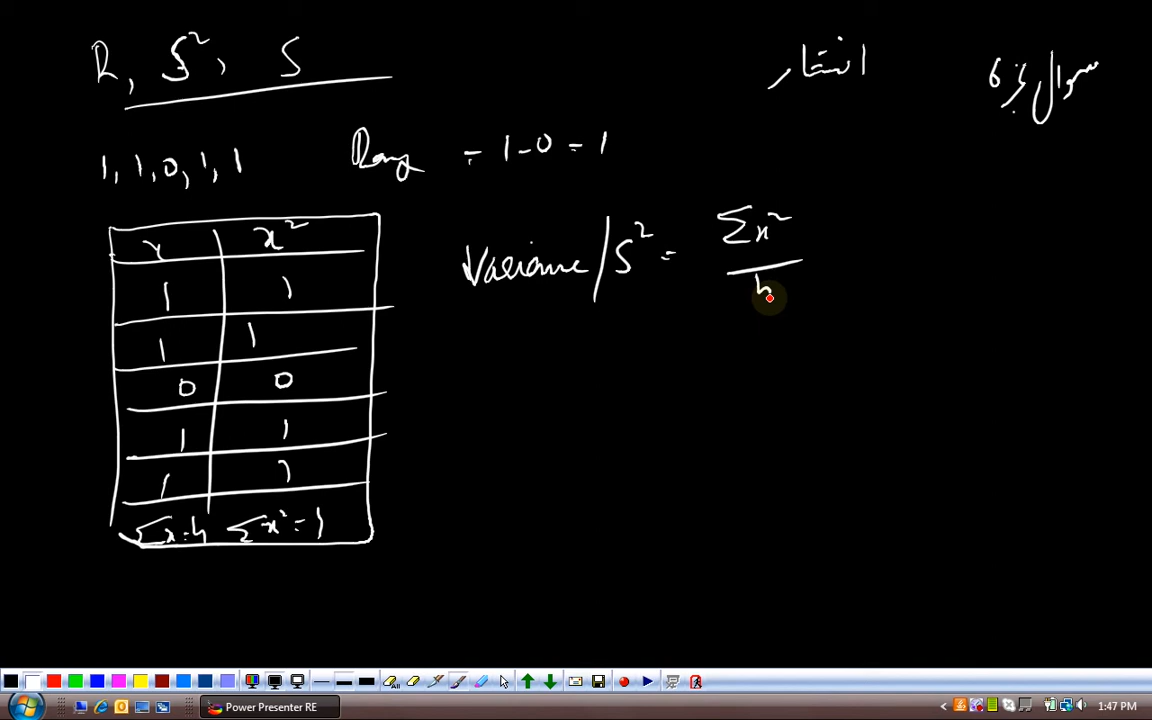 R, S², S
انتشار
سوال نمبر 6
1, 1, 0, 1, 1
Rang = 1 - 0 = 1
x x²
1 1
1 1
0 0
1 1
1 1
Σx = 4 Σx² = 1
Variance / S² = Σx² / n
Power Presenter RE
1:47 PM